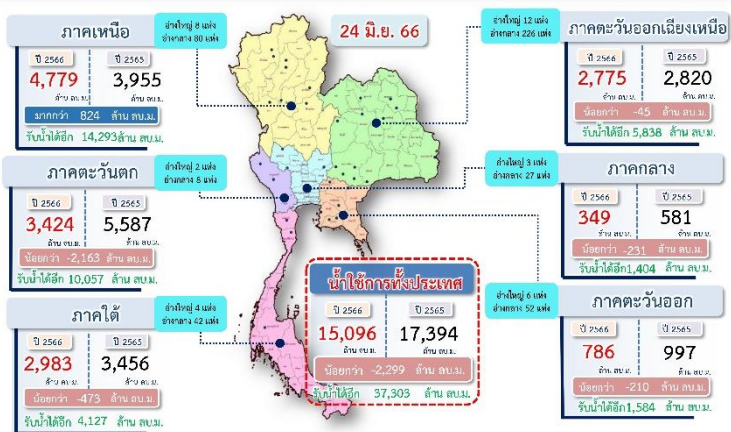 24 มิ.ย. 66
ภาคเหนือ
อ่างใหญ่ 8 แห่ง
อ่างกลาง 80 แห่ง
ปี 2566 ปี 2565
4,779 3,955
ล้าน ลบ.ม. ล้าน ลบ.ม.
มากกว่า 824 ล้าน ลบ.ม.
รับน้ำได้อีก 14,293ล้าน ลบ.ม.
ภาคตะวันออกเฉียงเหนือ
อ่างใหญ่ 12 แห่ง
อ่างกลาง 226 แห่ง
ปี 2566 ปี 2565
2,775 2,820
ล้าน ลบ.ม. ล้าน ลบ.ม.
น้อยกว่า -45 ล้าน ลบ.ม.
รับน้ำได้อีก 5,838 ล้าน ลบ.ม.
ภาคตะวันตก
อ่างใหญ่ 2 แห่ง
อ่างกลาง 8 แห่ง
ปี 2566 ปี 2565
3,424 5,587
ล้าน ลบ.ม. ล้าน ลบ.ม.
น้อยกว่า -2,163 ล้าน ลบ.ม.
รับน้ำได้อีก 10,057 ล้าน ลบ.ม.
ภาคกลาง
อ่างใหญ่ 3 แห่ง
อ่างกลาง 27 แห่ง
ปี 2566 ปี 2565
349 581
ล้าน ลบ.ม. ล้าน ลบ.ม.
น้อยกว่า -231 ล้าน ลบ.ม.
รับน้ำได้อีก1,404 ล้าน ลบ.ม.
ภาคใต้
อ่างใหญ่ 4 แห่ง
อ่างกลาง 42 แห่ง
ปี 2566 ปี 2565
2,983 3,456
ล้าน ลบ.ม. ล้าน ลบ.ม.
น้อยกว่า -473 ล้าน ลบ.ม.
รับน้ำได้อีก 4,127 ล้าน ลบ.ม.
น้ำใช้การทั้งประเทศ
ปี 2566 ปี 2565
15,096 17,394
ล้าน ลบ.ม. ล้าน ลบ.ม.
น้อยกว่า -2,299 ล้าน ลบ.ม.
รับน้ำได้อีก 37,303 ล้าน ลบ.ม.
ภาคตะวันออก
อ่างใหญ่ 6 แห่ง
อ่างกลาง 52 แห่ง
ปี 2566 ปี 2565
786 997
ล้าน ลบ.ม. ล้าน ลบ.ม.
น้อยกว่า -210 ล้าน ลบ.ม.
รับน้ำได้อีก1,584 ล้าน ลบ.ม.